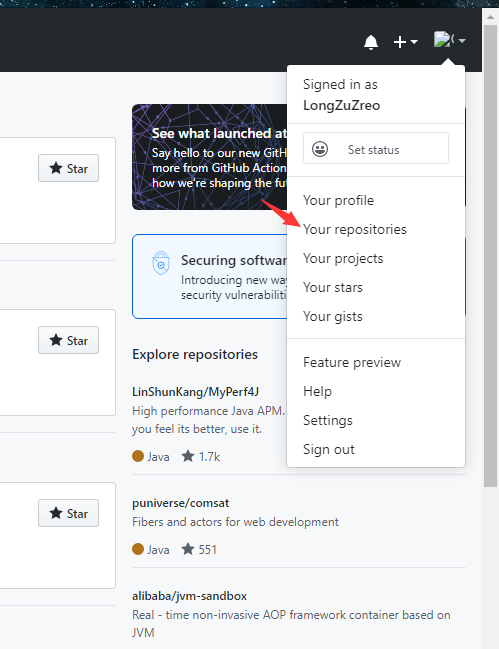 Signed in as
LongZuZreo
Set status
Your profile
Your repositories
Your projects
Your stars
Your gists
Feature preview
Help
Settings
Sign out
Star
Star
Star
See what launched at
Say hello to our new GitH
more from GitHub Action
how we're shaping the fut
Securing softwar
Introducing new way
security vulnerabiliti
Explore repositories
LinShunKang/MyPerf4J
High performance Java APM.
you feel its better, use it.
Java 1.7k
puniverse/comsat
Fibers and actors for web development
Java 551
alibaba/jvm-sandbox
Real - time non-invasive AOP framework container based on
JVM